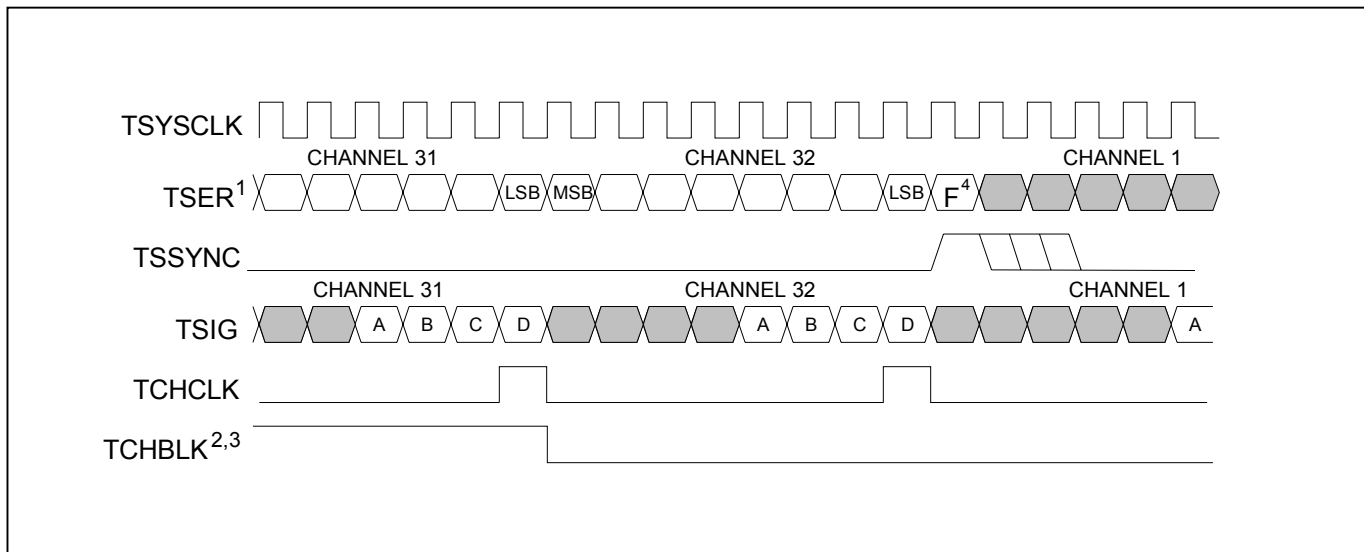 TSYSCLK
CHANNEL 31 CHANNEL 32 CHANNEL 1
TSER1 LSB MSB LSB F4
TSSYNC
CHANNEL 31 CHANNEL 32 CHANNEL 1
TSIG A B C D A B C D A
TCHCLK
TCHBLK2,3